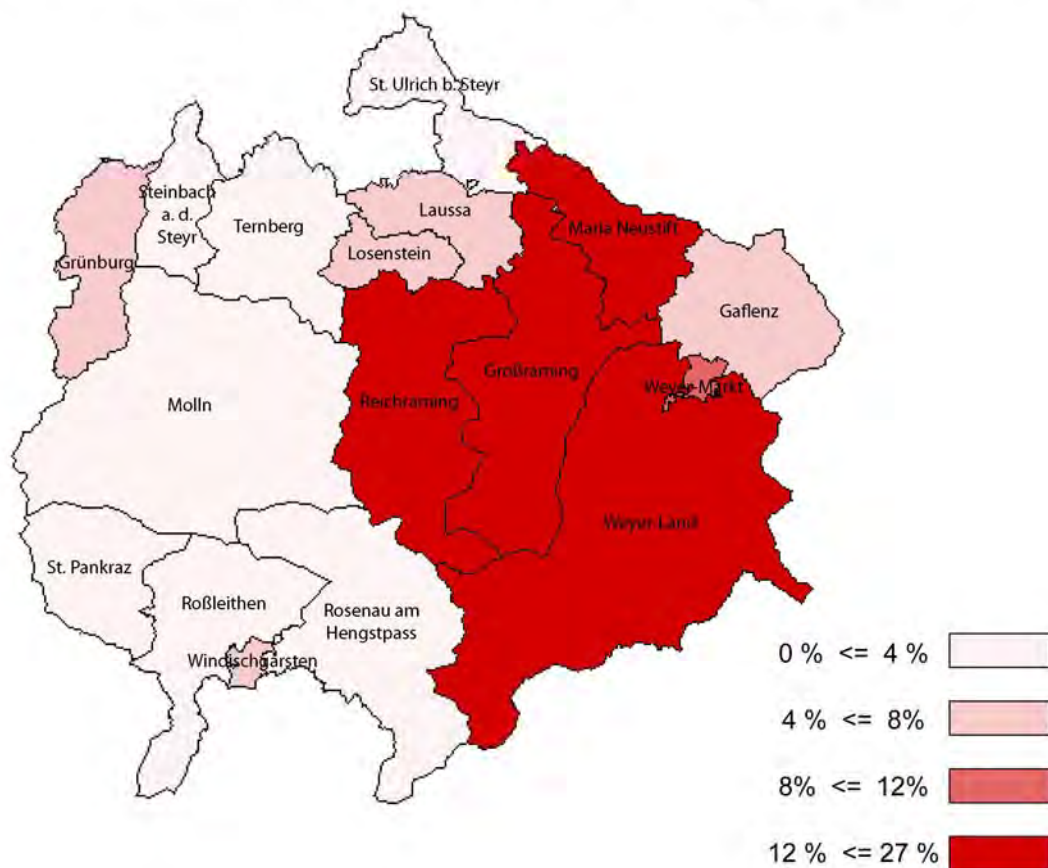 St. Ulrich b. Steyr
Steinbach
a. d.
Steyr
Ternberg
Laussa
Maria Neustift
Losenstein
Grünburg
Gaflenz
Großraming
Weyer-Markt
Reichraming
Molln
Weyer-Land
St. Pankraz
Roßleithen
Rosenau am
Hengstpass
Windischgarsten
0 % <= 4 %
4 % <= 8%
8% <= 12%
12 % <= 27 %